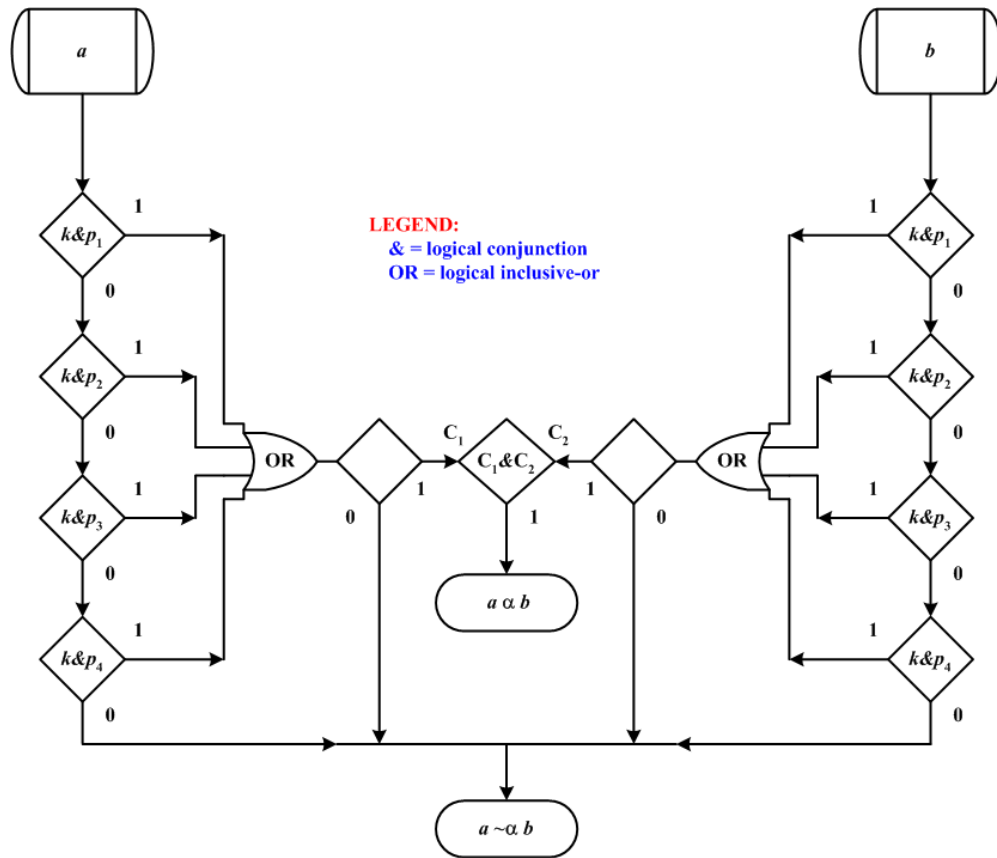 a
b
1
1
k&p₁
k&p₁
LEGEND:
& = logical conjunction
OR = logical inclusive-or
0
0
1
1
k&p₂
k&p₂
0
0
C₁
C₂
OR
C₁&C₂
OR
1
1
1
1
0
1
0
k&p₃
k&p₃
0
0
a α b
1
1
k&p₄
k&p₄
0
0
a ~α b